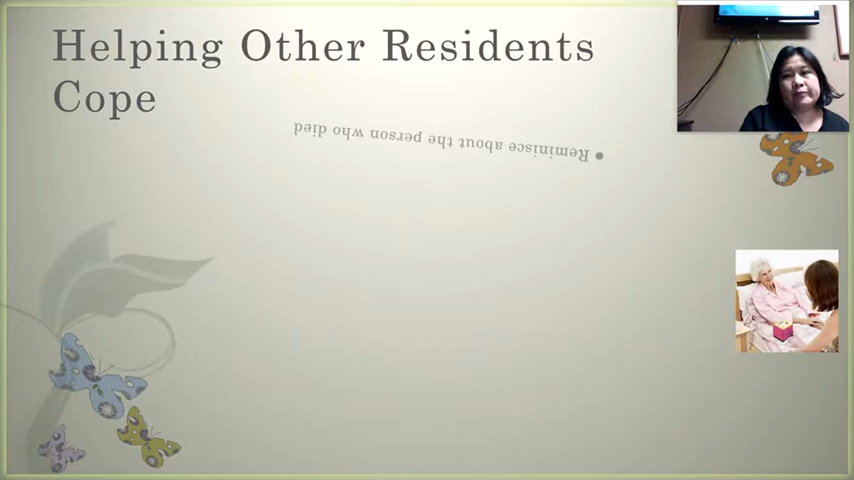 Helping Other Residents
Cope
• Reminisce about the person who died